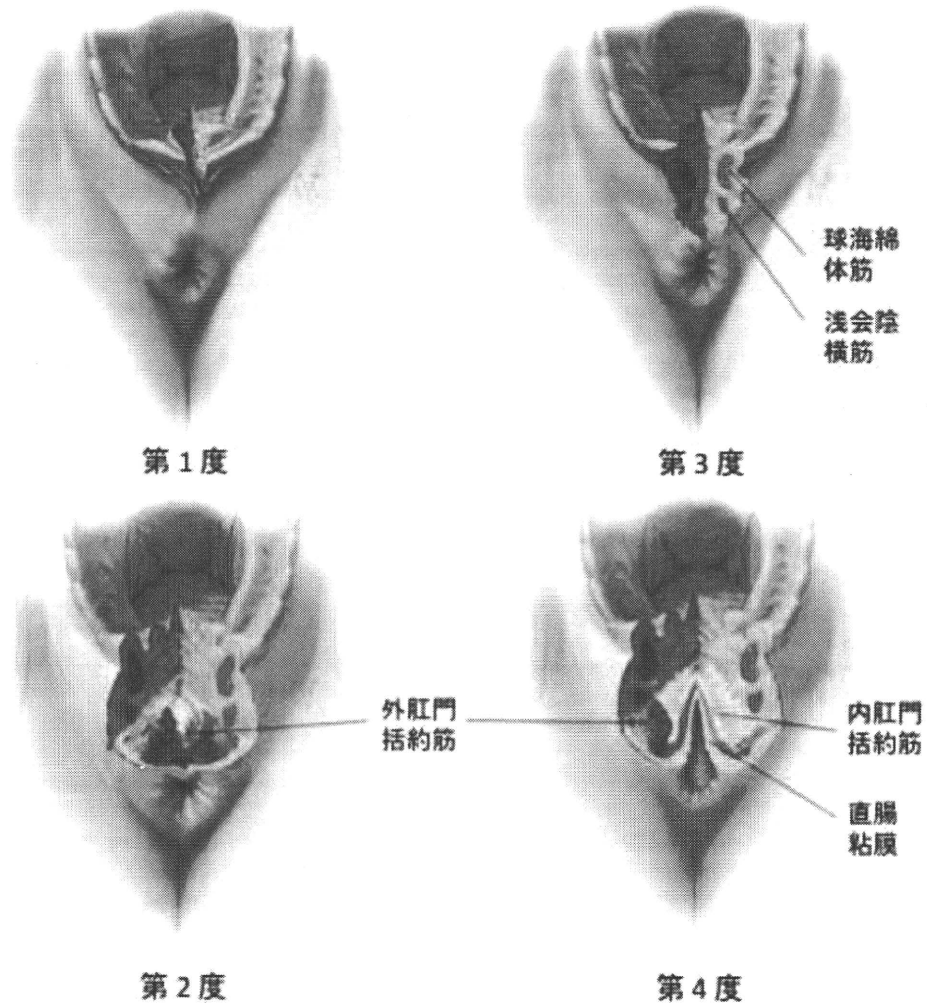 球海綿
体筋
浅会陰
横筋
第1度
第3度
外肛門
括約筋
内肛門
括約筋
直腸
粘膜
第2度
第4度